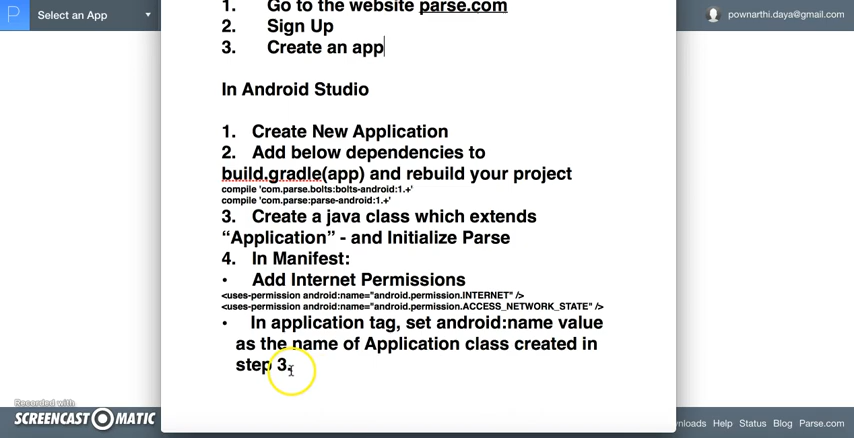 P Select an App
pownarthi.daya@gmail.com
1. Go to the website parse.com
2. Sign Up
3. Create an app
In Android Studio
1. Create New Application
2. Add below dependencies to
build.gradle(app) and rebuild your project
compile 'com.parse.bolts:bolts-android:1.+'
compile 'com.parse:parse-android:1.+'
3. Create a java class which extends
“Application” - and Initialize Parse
4. In Manifest:
• Add Internet Permissions
<uses-permission android:name="android.permission.INTERNET" />
<uses-permission android:name="android.permission.ACCESS_NETWORK_STATE" />
• In application tag, set android:name value
as the name of Application class created in
step 3.
Recorded with
SCREENCAST-O-MATIC
nloads Help Status Blog Parse.com